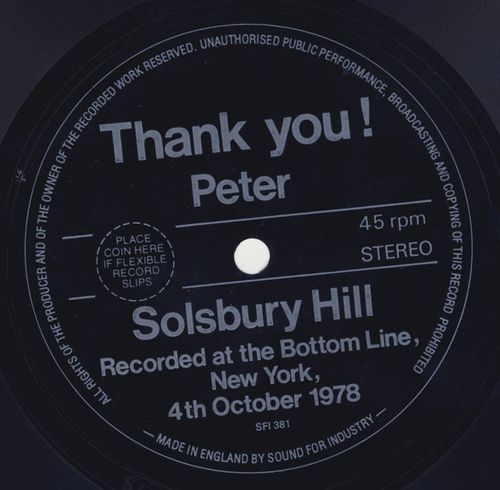 ALL RIGHTS OF THE PRODUCER AND OF THE OWNER OF THE RECORDED WORK RESERVED. UNAUTHORISED PUBLIC PERFORMANCE, BROADCASTING AND COPYING OF THIS RECORD PROHIBITED
Thank you!
Peter
45 rpm
STEREO
PLACE
COIN HERE
IF FLEXIBLE
RECORD
SLIPS
Solsbury Hill
Recorded at the Bottom Line,
New York,
4th October 1978
SFI 381
— MADE IN ENGLAND BY SOUND FOR INDUSTRY —